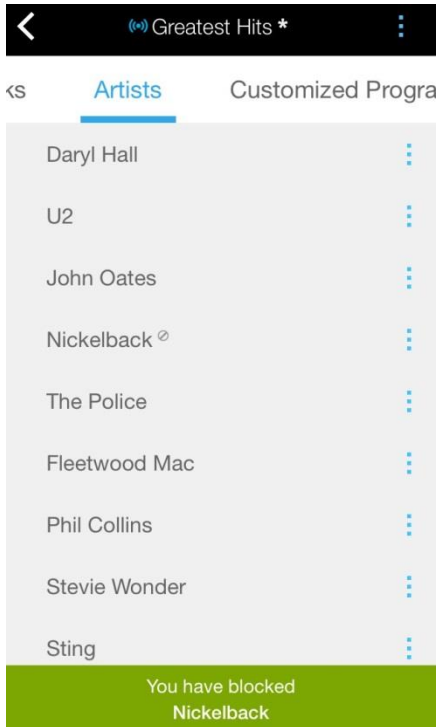 Greatest Hits *
ks Artists Customized Progra
Daryl Hall
U2
John Oates
Nickelback
The Police
Fleetwood Mac
Phil Collins
Stevie Wonder
Sting
You have blocked
Nickelback